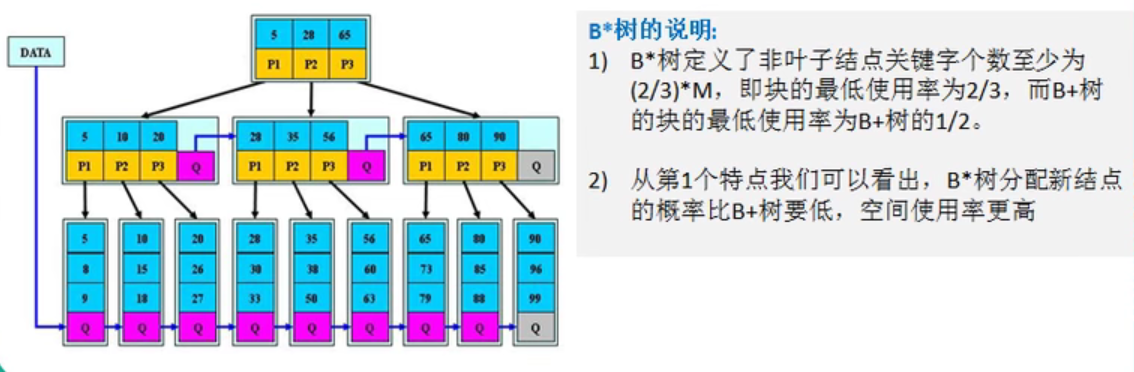 DATA
5 28 65
P1 P2 P3
5 10 20
P1 P2 P3 Q
28 35 56
P1 P2 P3 Q
65 80 90
P1 P2 P3 Q
5 10 20 28 35 56 65 80 90
8 15 26 30 38 60 73 85 96
9 18 27 33 50 63 79 88 99
Q Q Q Q Q Q Q Q Q
B*树的说明:
1) B*树定义了非叶子结点关键字个数至少为
(2/3)*M，即块的最低使用率为2/3，而B+树
的块的最低使用率为B+树的1/2。
2) 从第1个特点我们可以看出，B*树分配新结点
的概率比B+树要低，空间使用率更高